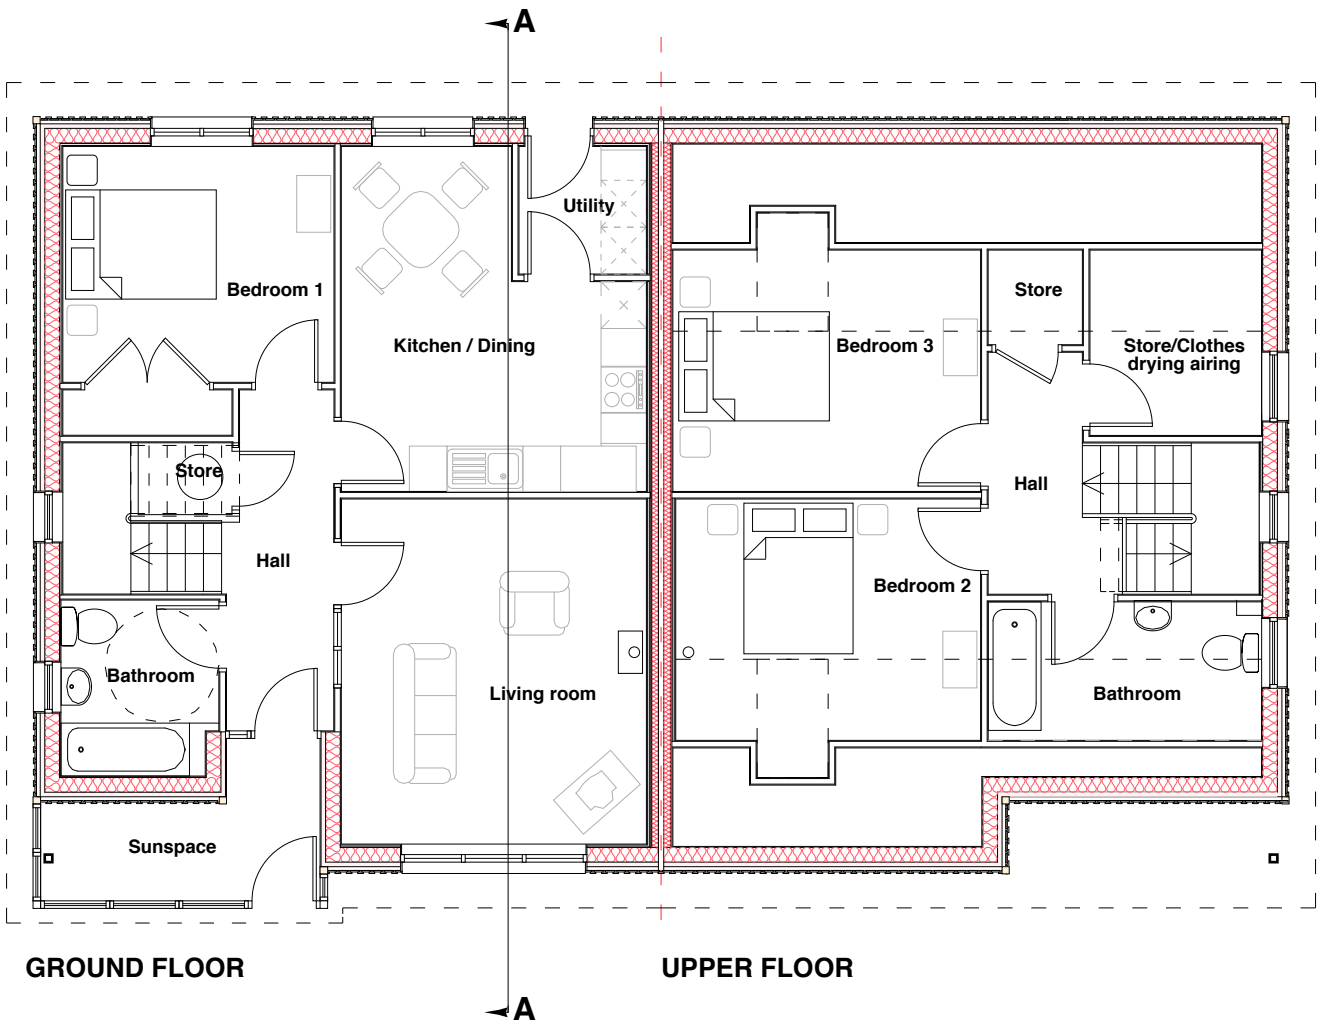 A
Utility
Bedroom 1
Kitchen / Dining
Store
Hall
Bathroom
Living room
Sunspace
Store
Bedroom 3
Store/Clothes
drying airing
Hall
Bedroom 2
Bathroom
GROUND FLOOR
UPPER FLOOR
A